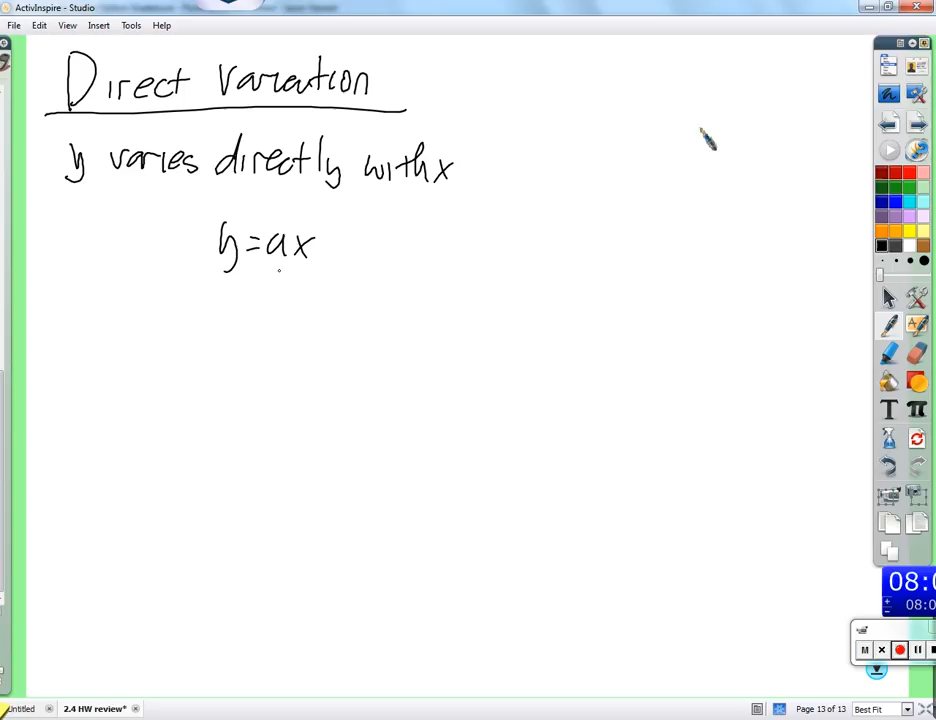 ActivInspire - Studio
File Edit View Insert Tools Help
Direct Variation
y varies directly with x
y=ax
T π
08:0
08:0
M
Untitled 2.4 HW review* Page 13 of 13 Best Fit